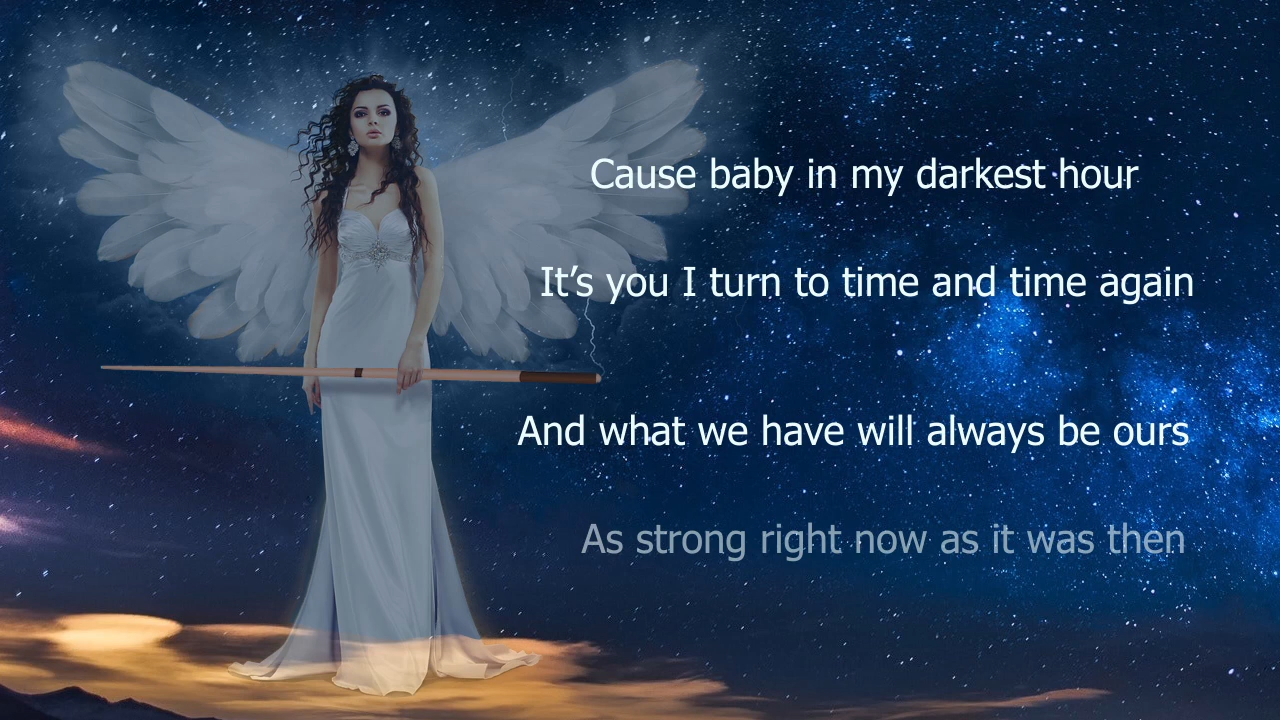 Cause baby in my darkest hour
It’s you I turn to time and time again
And what we have will always be ours
As strong right now as it was then